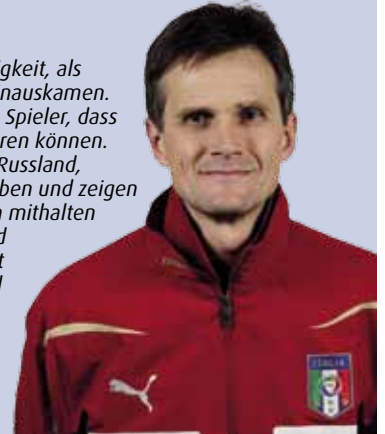 gkeit, als
nauskamen.
Spieler, dass
ren können.
Russland,
ben und zeigen
mithalten
ITALIA